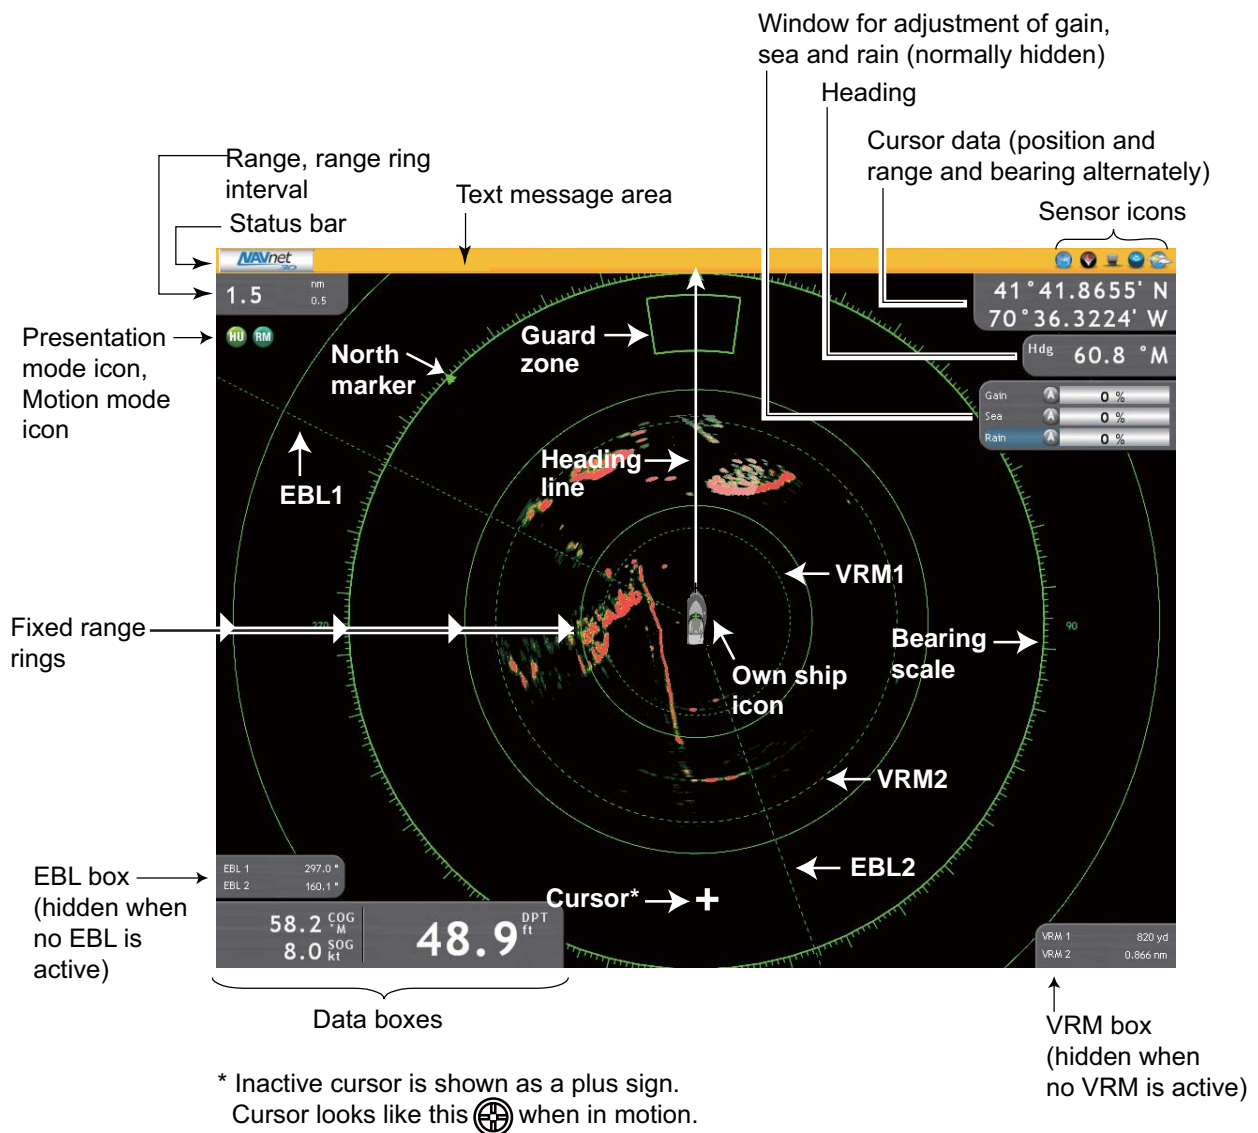 Window for adjustment of gain,
sea and rain (normally hidden)
Heading
Cursor data (position and
range and bearing alternately)
Sensor icons
Range, range ring
interval
Text message area
Status bar
NAVnet
3D
1.5
nm
0.5
41°41.8655' N
70°36.3224' W
Hdg 60.8 °M
Gain A 0 %
Sea A 0 %
Rain A 0 %
HU RM
Presentation
mode icon,
Motion mode
icon
North
marker
Guard
zone
EBL1
Heading
line
VRM1
Fixed range
rings
270
90
Bearing
scale
Own ship
icon
VRM2
EBL2
Cursor*
EBL box
(hidden when
no EBL is
active)
EBL 1 297.0 °
EBL 2 160.1 °
58.2 COG °M
8.0 SOG kt
48.9 DPT ft
VRM 1 820 yd
VRM 2 0.866 nm
Data boxes
VRM box
(hidden when
no VRM is active)
* Inactive cursor is shown as a plus sign.
Cursor looks like this when in motion.